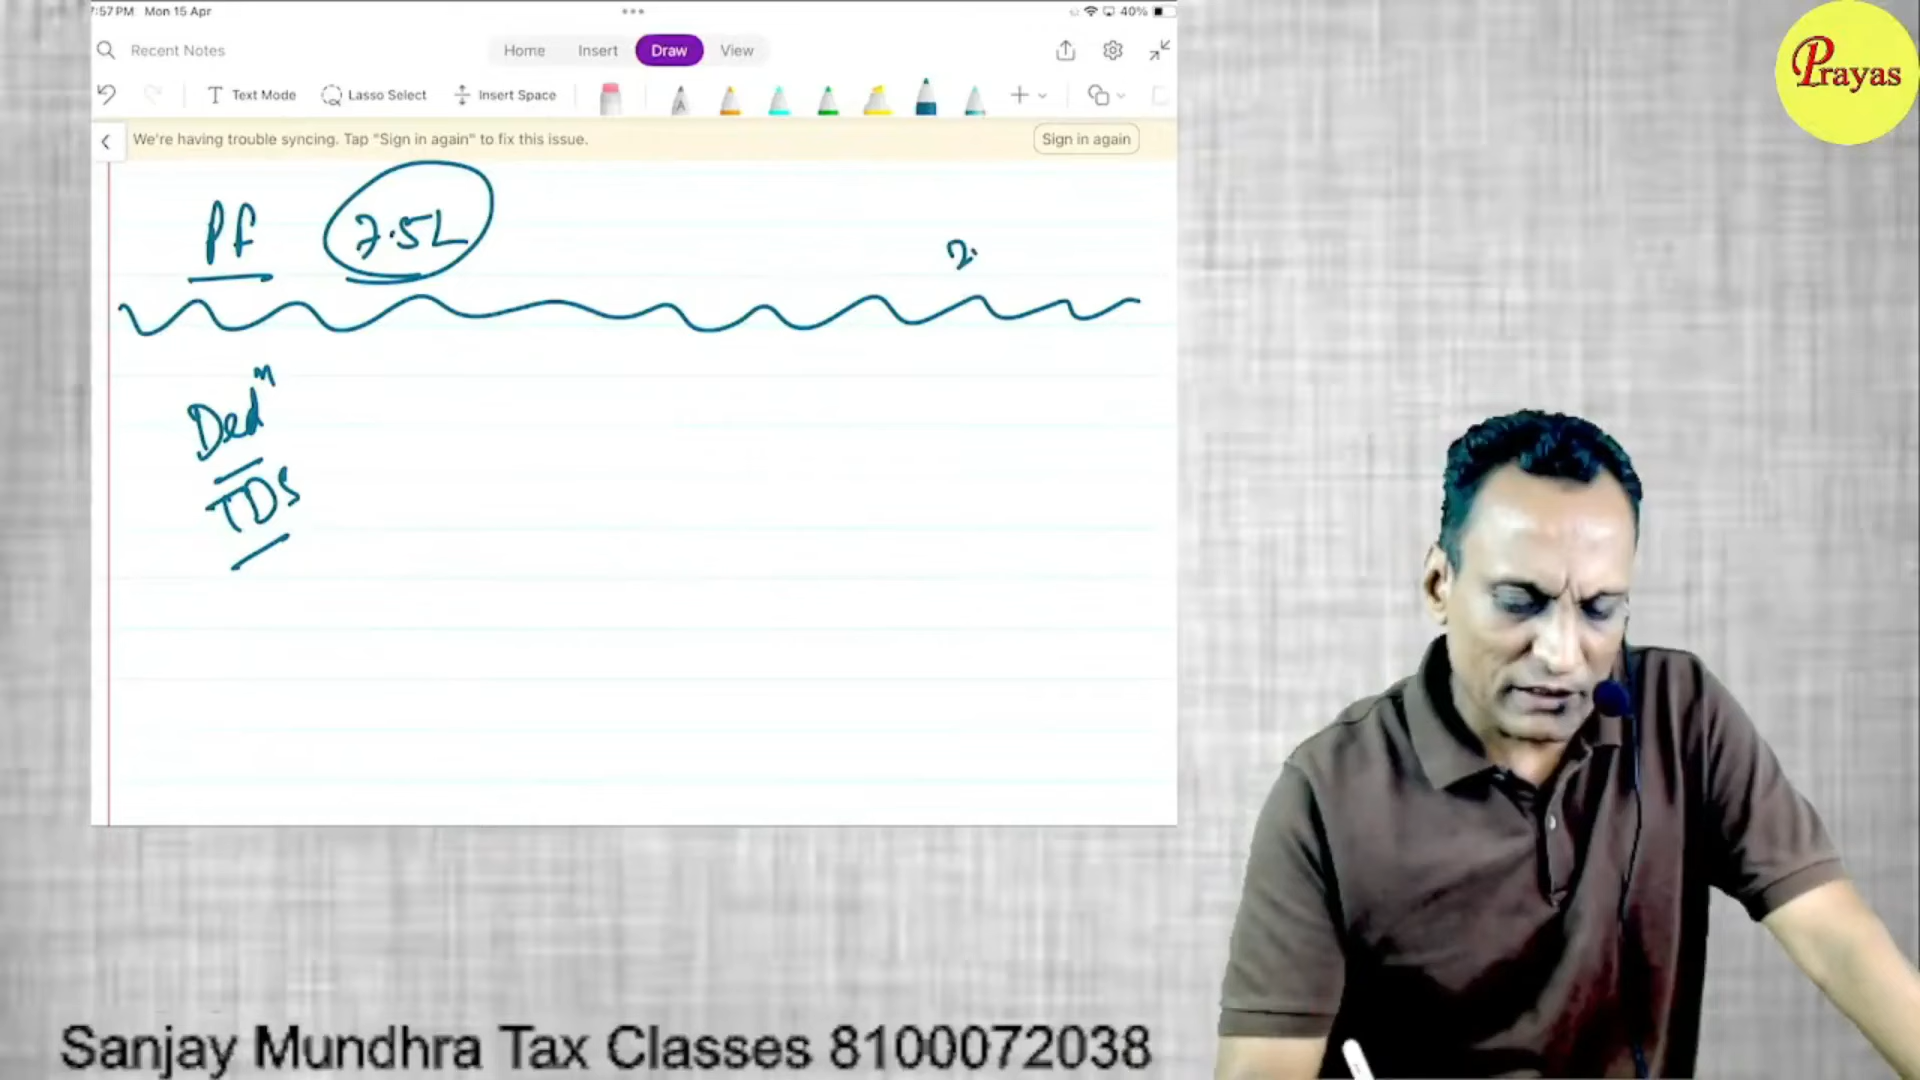 :57 PM Mon 15 Apr
40%
Recent Notes
Home Insert Draw View
Text Mode Lasso Select Insert Space
We're having trouble syncing. Tap "Sign in again" to fix this issue.
Sign in again
Prayas
Pf 7.5L
2.
Dedn
TDS
Sanjay Mundhra Tax Classes 8100072038